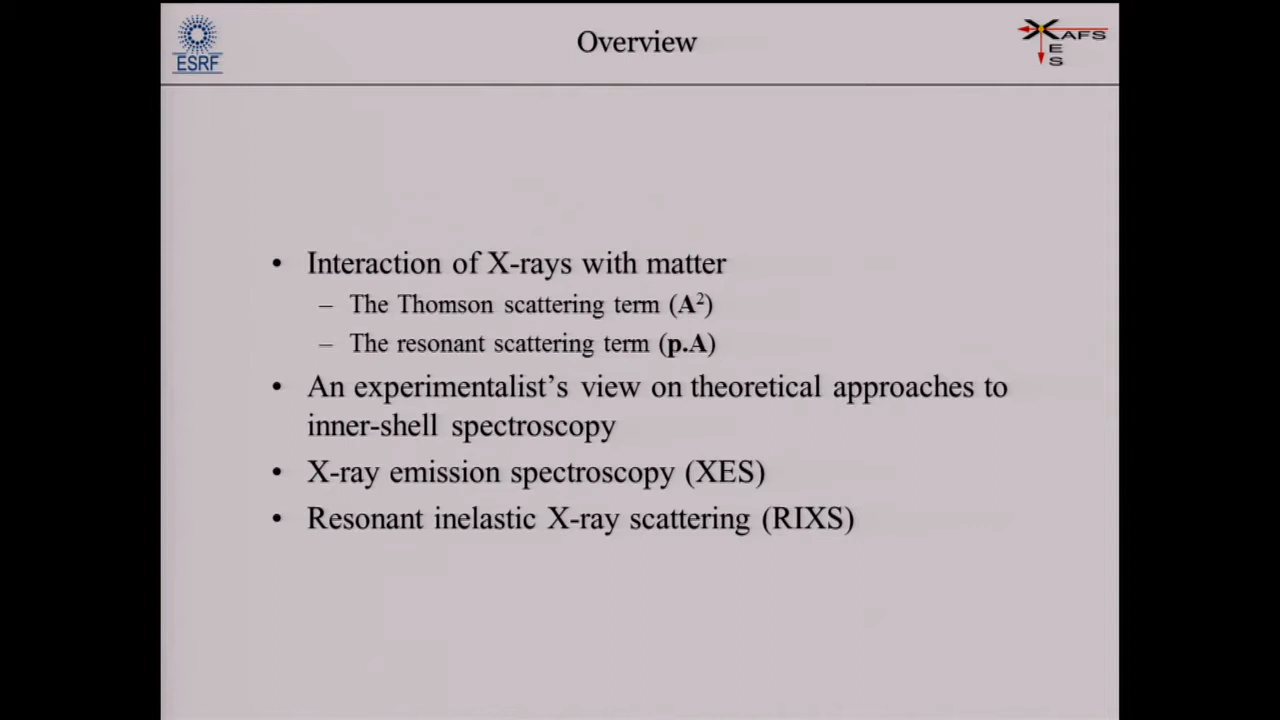 ESRF
Overview
XAFS
E
S
• Interaction of X-rays with matter
– The Thomson scattering term (A²)
– The resonant scattering term (p.A)
• An experimentalist’s view on theoretical approaches to
inner-shell spectroscopy
• X-ray emission spectroscopy (XES)
• Resonant inelastic X-ray scattering (RIXS)